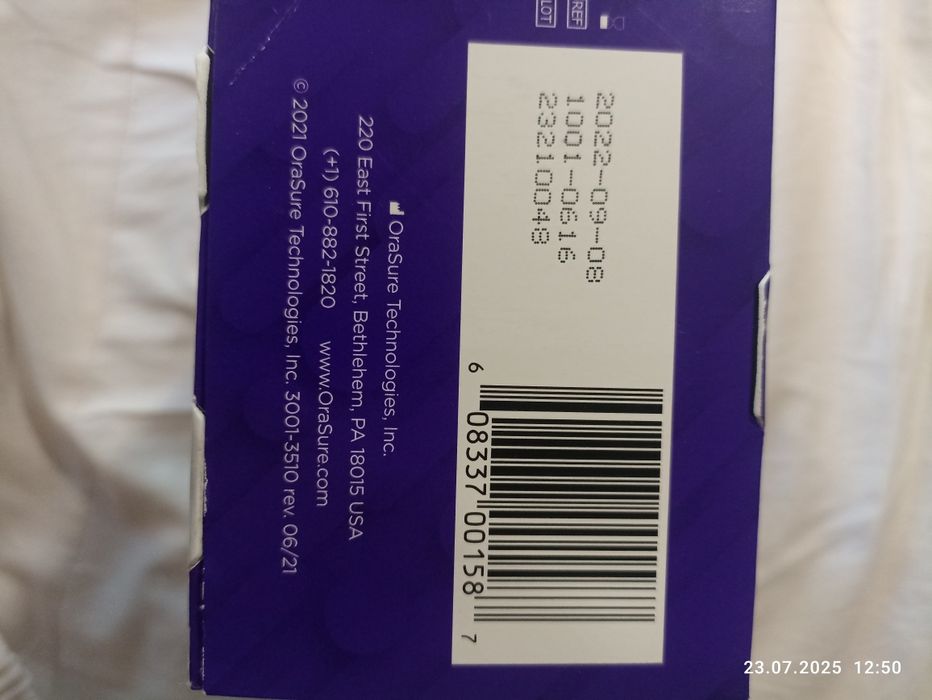 REF
LOT
2022-09-08
1001-0616
23210048
6 08337 00158 7
OraSure Technologies, Inc.
220 East First Street, Bethlehem, PA 18015 USA
(+1) 610-882-1820 www.OraSure.com
© 2021 OraSure Technologies, Inc. 3001-3510 rev. 06/21
23.07.2025 12:50